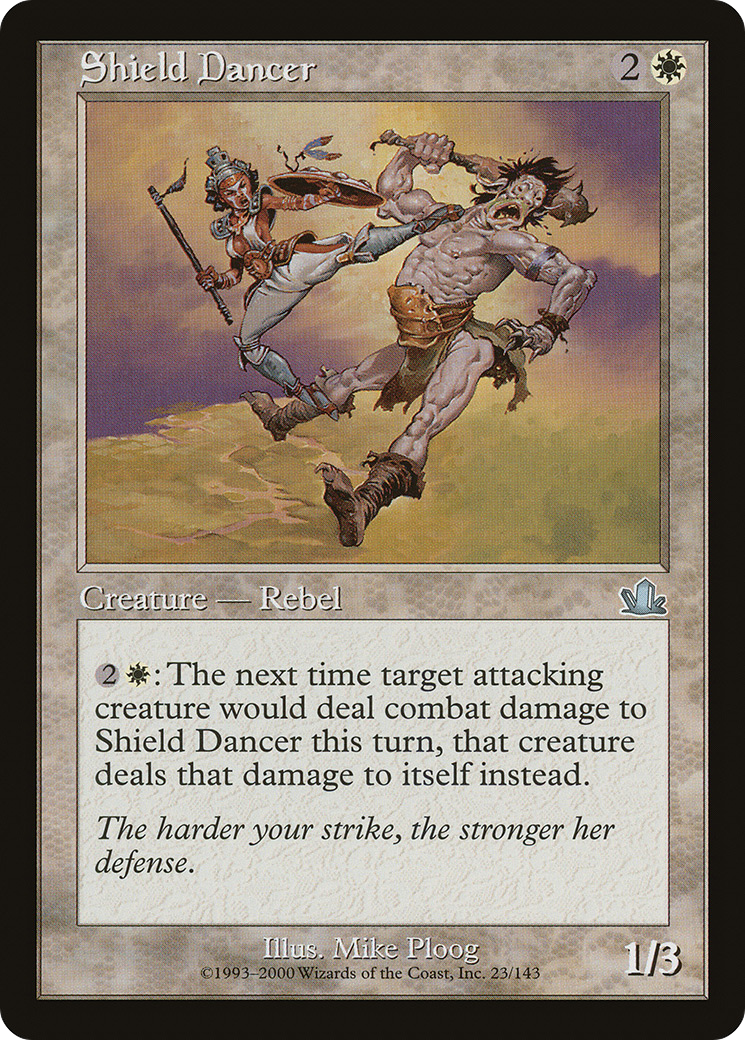 Shield Dancer 2
Creature — Rebel
2 : The next time target attacking
creature would deal combat damage to
Shield Dancer this turn, that creature
deals that damage to itself instead.
The harder your strike, the stronger her
defense.
Illus. Mike Ploog
©1993–2000 Wizards of the Coast, Inc. 23/143
1/3